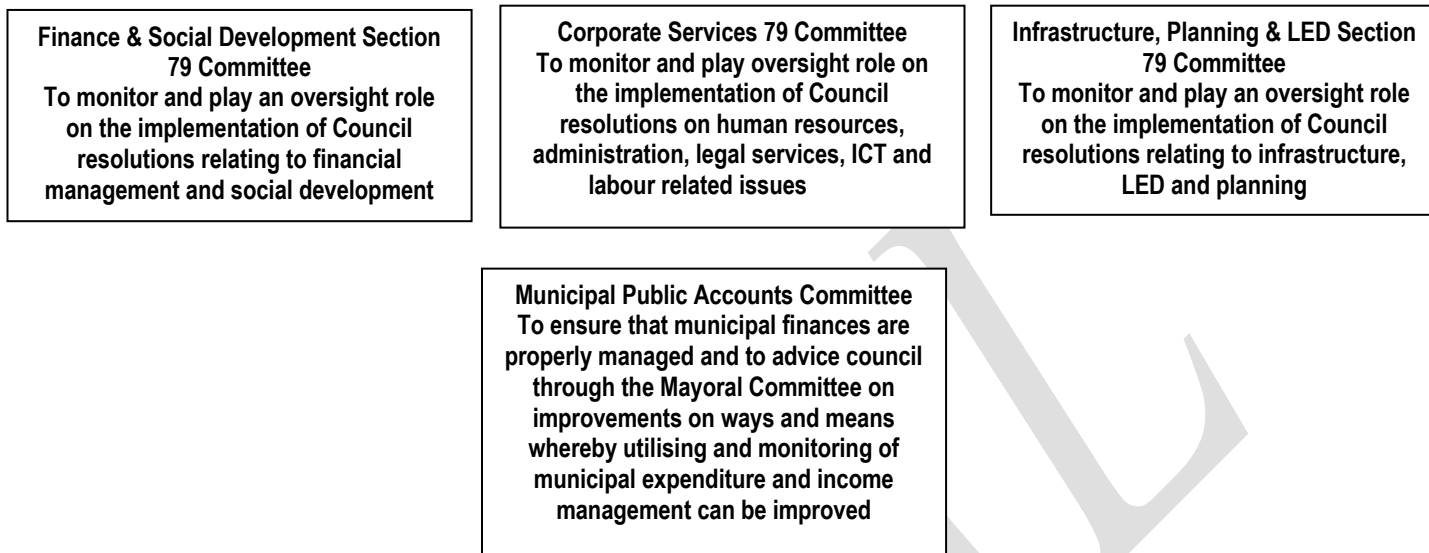 Finance & Social Development Section
79 Committee
To monitor and play an oversight role
on the implementation of Council
resolutions relating to financial
management and social development
Corporate Services 79 Committee
To monitor and play oversight role on
the implementation of Council
resolutions on human resources,
administration, legal services, ICT and
labour related issues
Infrastructure, Planning & LED Section
79 Committee
To monitor and play an oversight role
on the implementation of Council
resolutions relating to infrastructure,
LED and planning
Municipal Public Accounts Committee
To ensure that municipal finances are
properly managed and to advice council
through the Mayoral Committee on
improvements on ways and means
whereby utilising and monitoring of
municipal expenditure and income
management can be improved
L